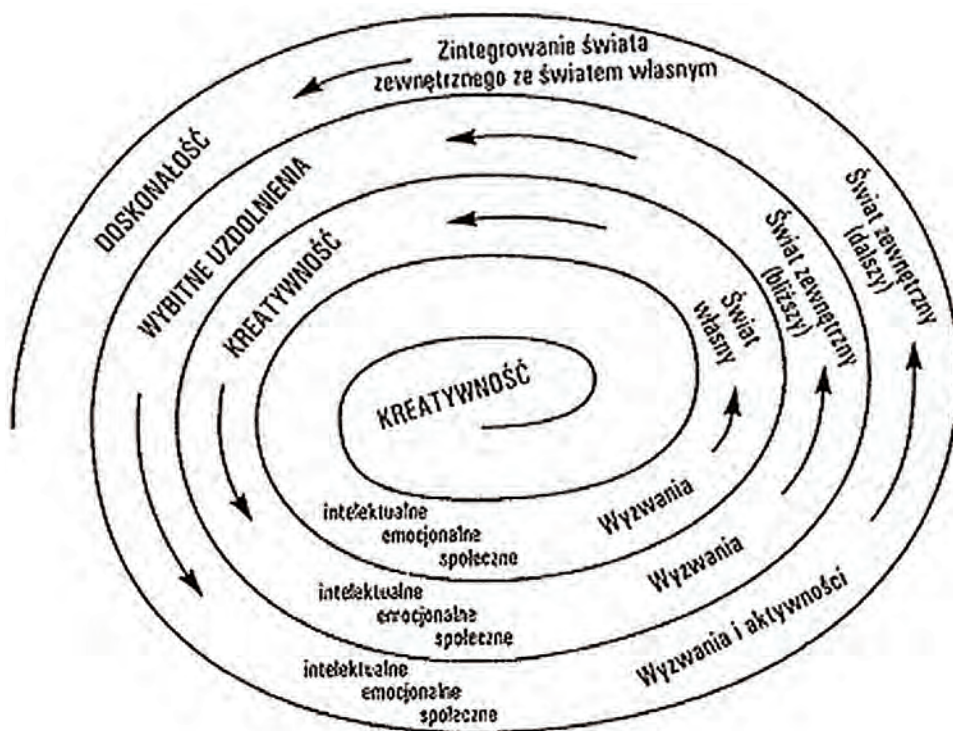 Zintegrowanie świata
zewnętrznego ze światem własnym
DOSKONAŁOŚĆ
WYBITNE UZDOLNIENIA
KREATYWNOŚĆ
KREATYWNOŚĆ
Świat
własny
Świat zewnętrzny
(bliższy)
Świat zewnętrzny
(dalszy)
intelektualne
emocjonalne
społeczne
Wyzwania
intelektualne
emocjonalne
społeczne
Wyzwania
intelektualne
emocjonalne
społeczne
Wyzwania i aktywności